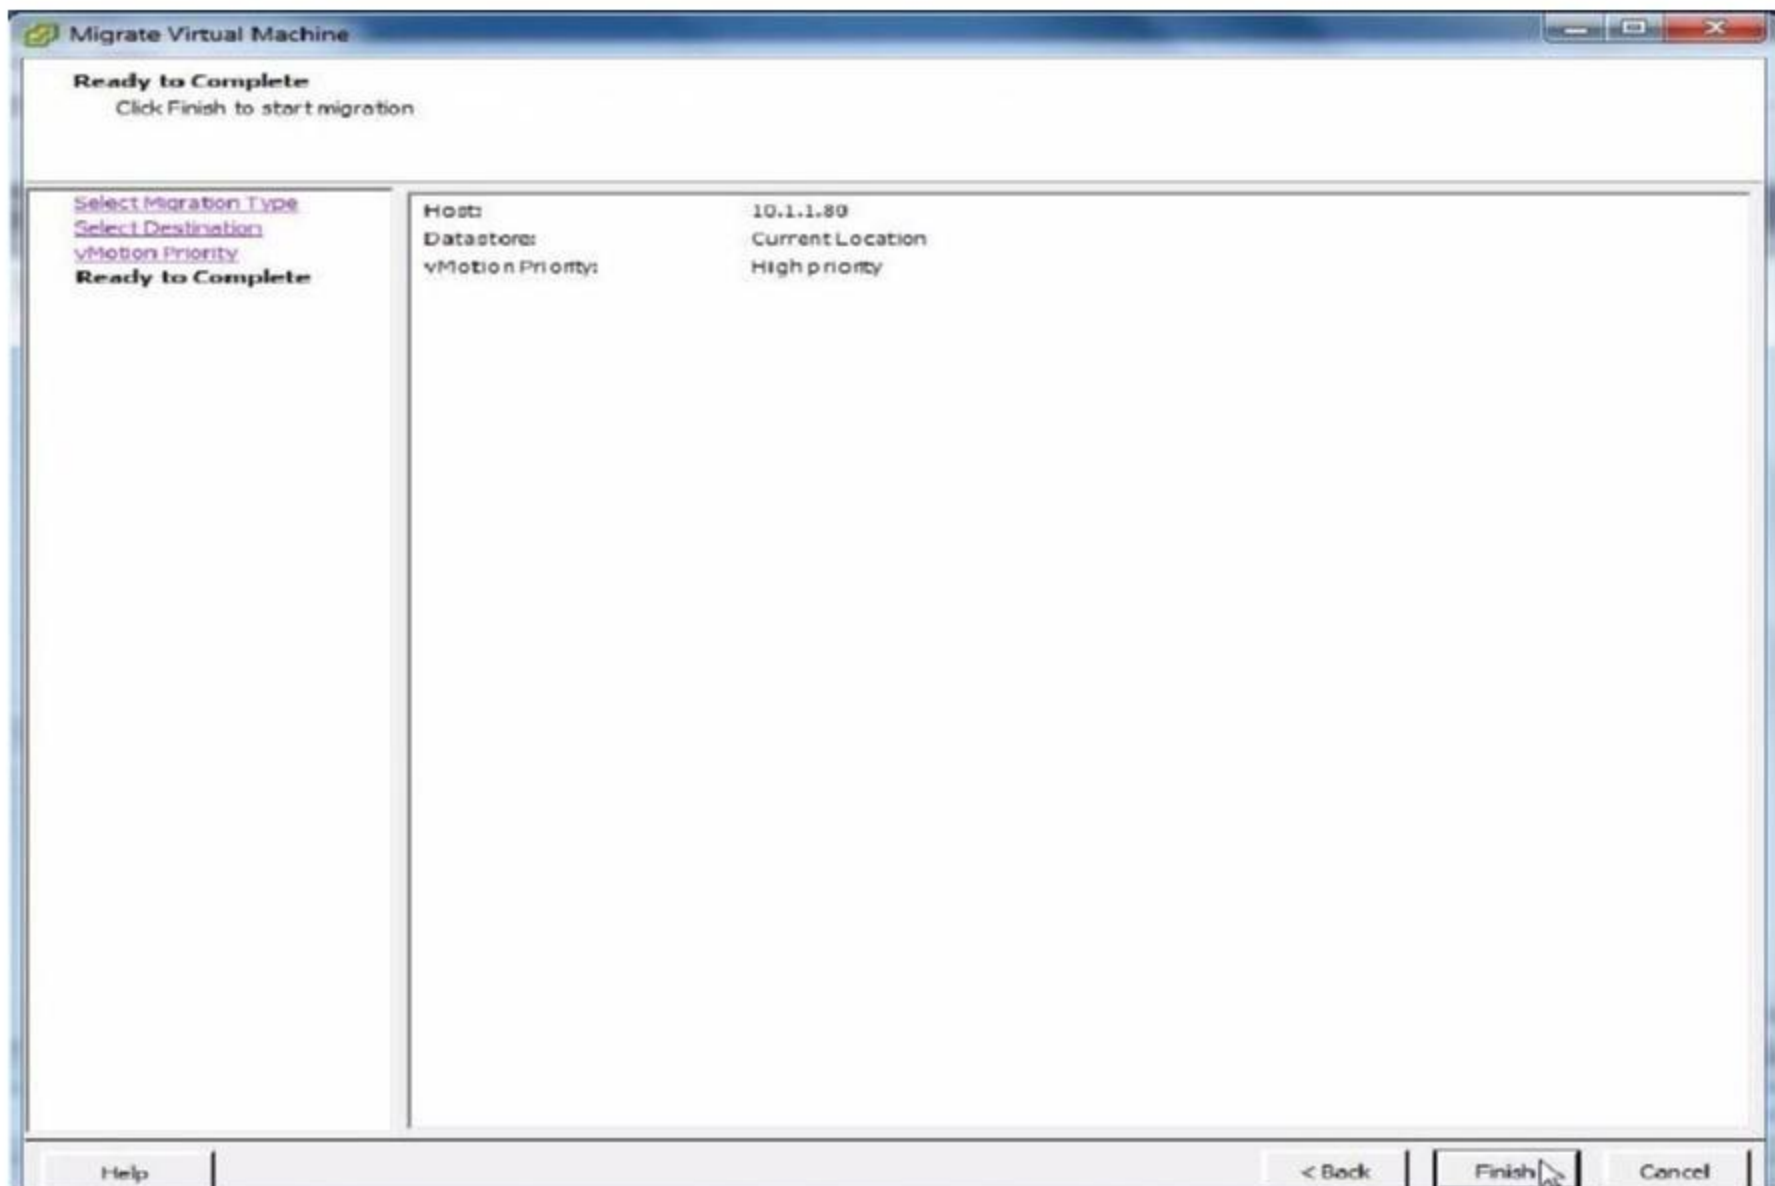 Migrate Virtual Machine
Ready to Complete
Click Finish to start migration
Select Migration Type
Select Destination
vMotion Priority
Ready to Complete
Host: 10.1.1.80
Datastore: Current Location
vMotion Priority: High priority
Help
< Back
Finish
Cancel